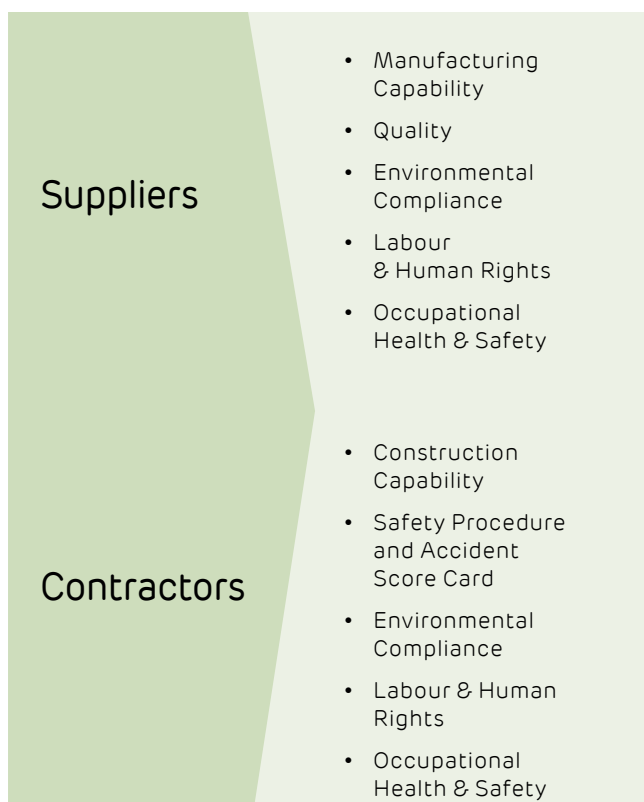 Suppliers
• Manufacturing
Capability
• Quality
• Environmental
Compliance
• Labour
& Human Rights
• Occupational
Health & Safety
Contractors
• Construction
Capability
• Safety Procedure
and Accident
Score Card
• Environmental
Compliance
• Labour & Human
Rights
• Occupational
Health & Safety